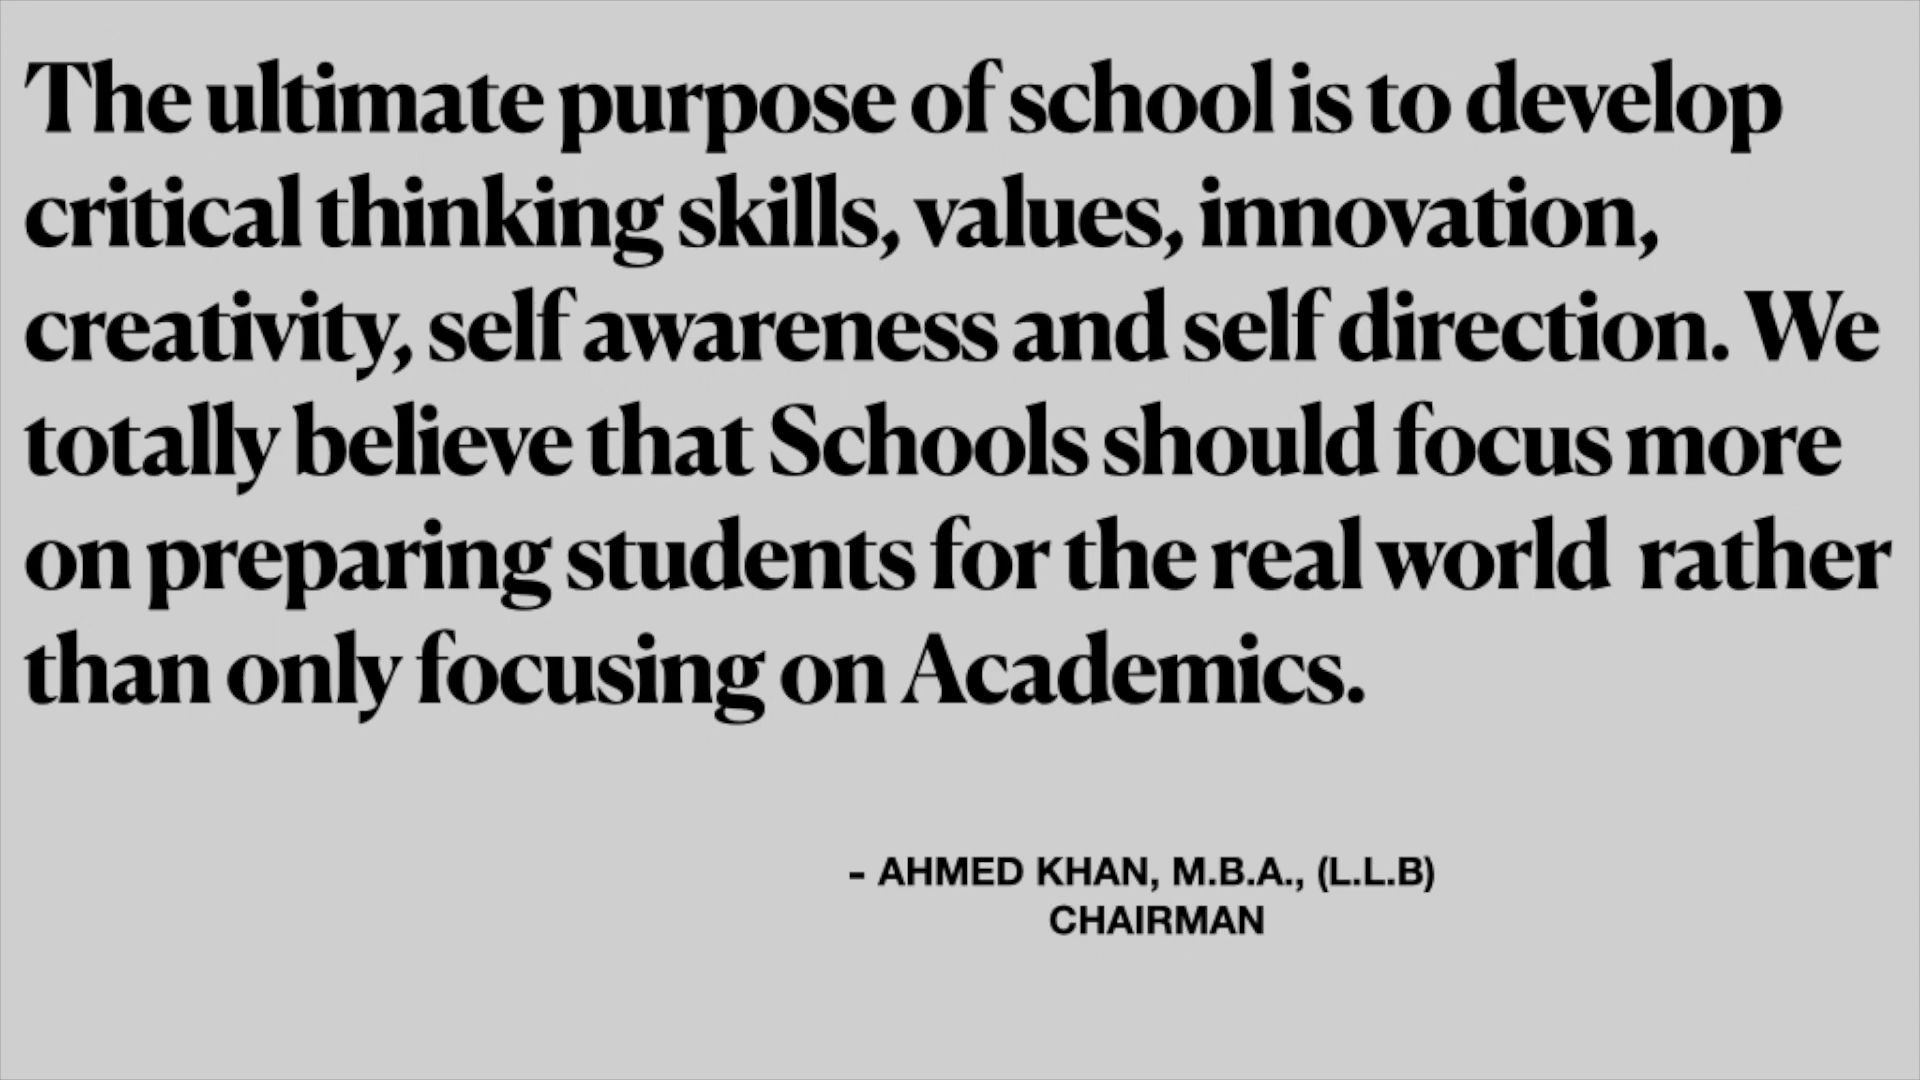 The ultimate purpose of school is to develop
critical thinking skills, values, innovation,
creativity, self awareness and self direction. We
totally believe that Schools should focus more
on preparing students for the real world rather
than only focusing on Academics.
- AHMED KHAN, M.B.A., (L.L.B)
CHAIRMAN